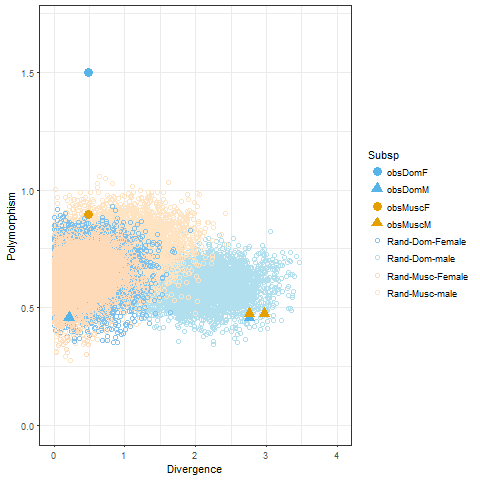 1.5
1.0
0.5
0.0
Polymorphism
0
1
2
3
4
Divergence
Subsp
obsDomF
obsDomM
obsMuscF
obsMuscM
Rand-Dom-Female
Rand-Dom-male
Rand-Musc-Female
Rand-Musc-male